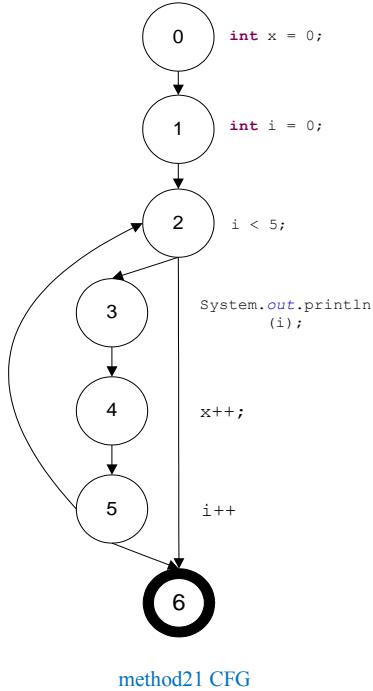 0
int x = 0;
1
int i = 0;
2
i < 5;
3
System.out.println
(i);
4
x++;
5
i++
6
method21 CFG